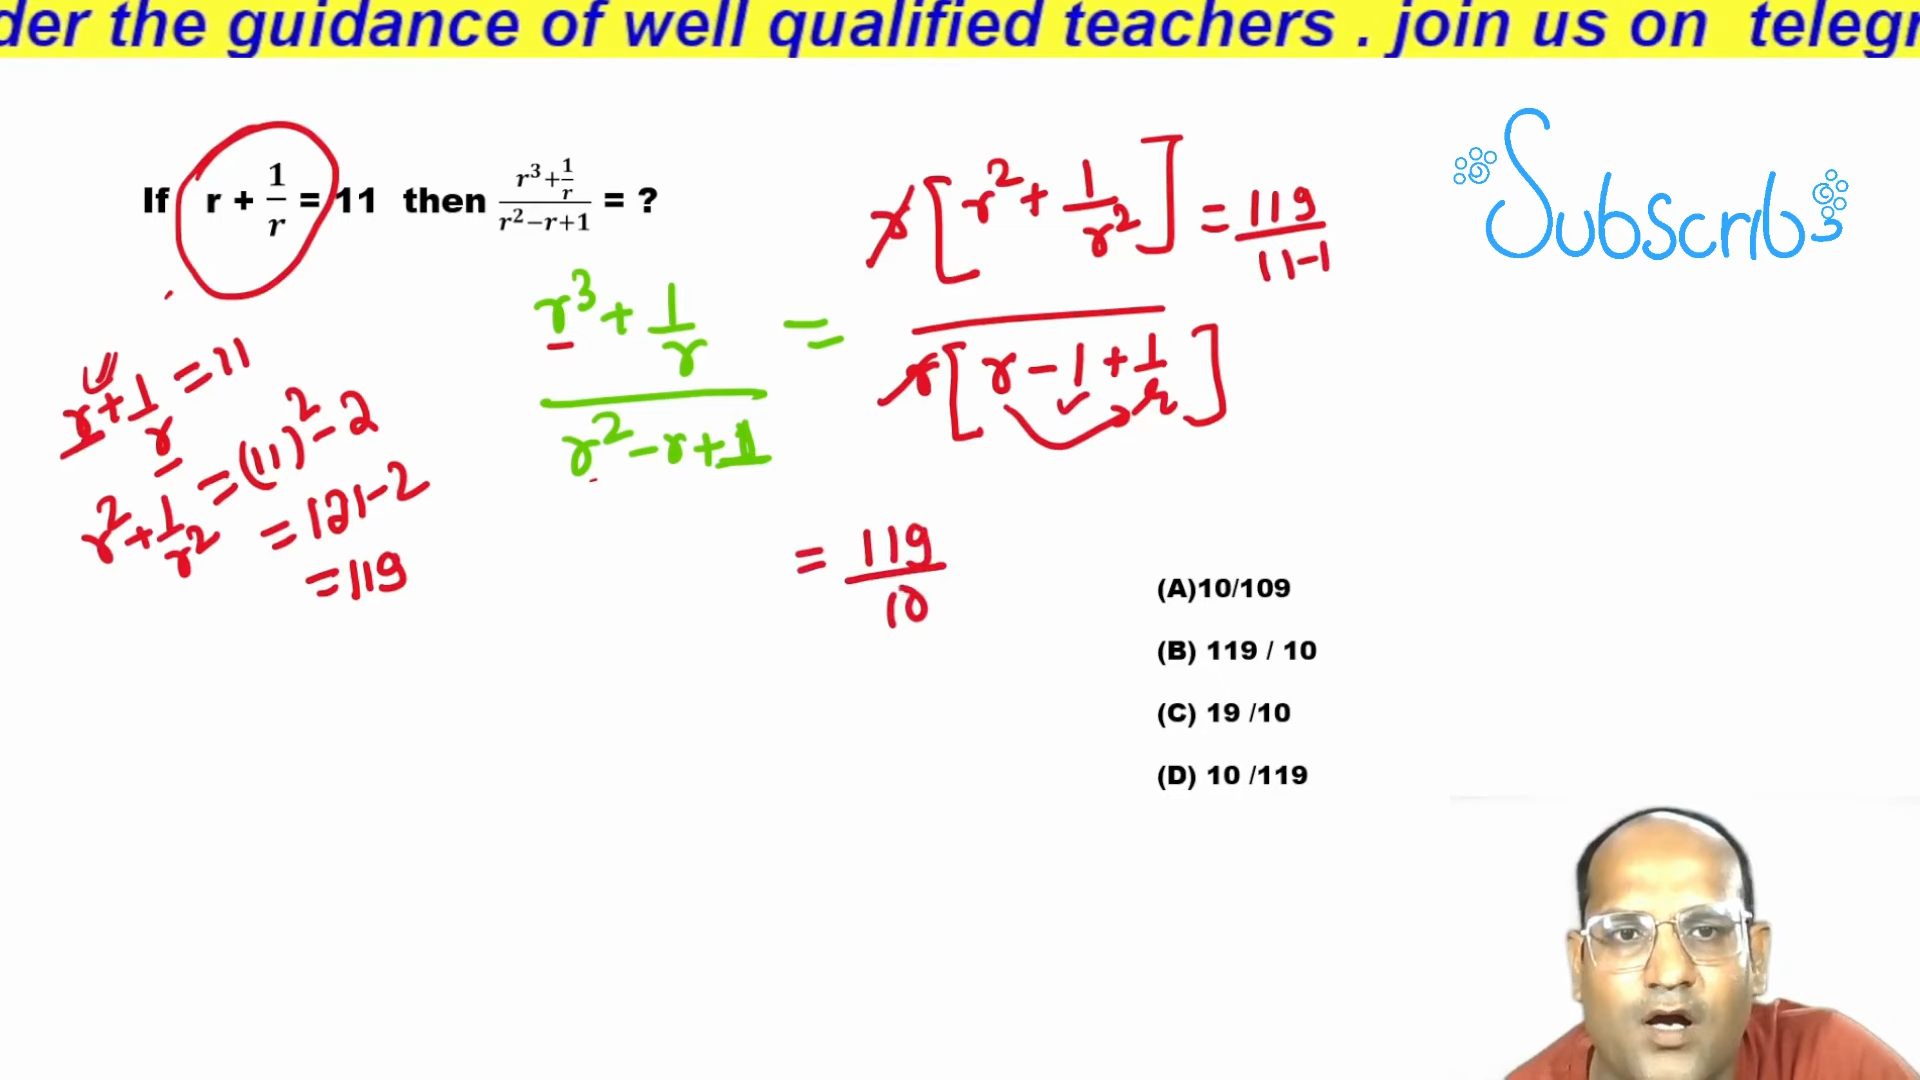 der the guidance of well qualified teachers . join us on telegr
If r + 1/r = 11 then (r³+1/r)/(r²−r+1) = ?
Subscrib
r[r² + 1/r²] / r[r − 1 + 1/r] = 119/11-1
(r³ + 1/r)/(r² − r + 1) =
r + 1/r = 11
r² + 1/r² = (11)² − 2
= 121 − 2
= 119
= 119/10
(A)10/109
(B) 119 / 10
(C) 19 /10
(D) 10 /119